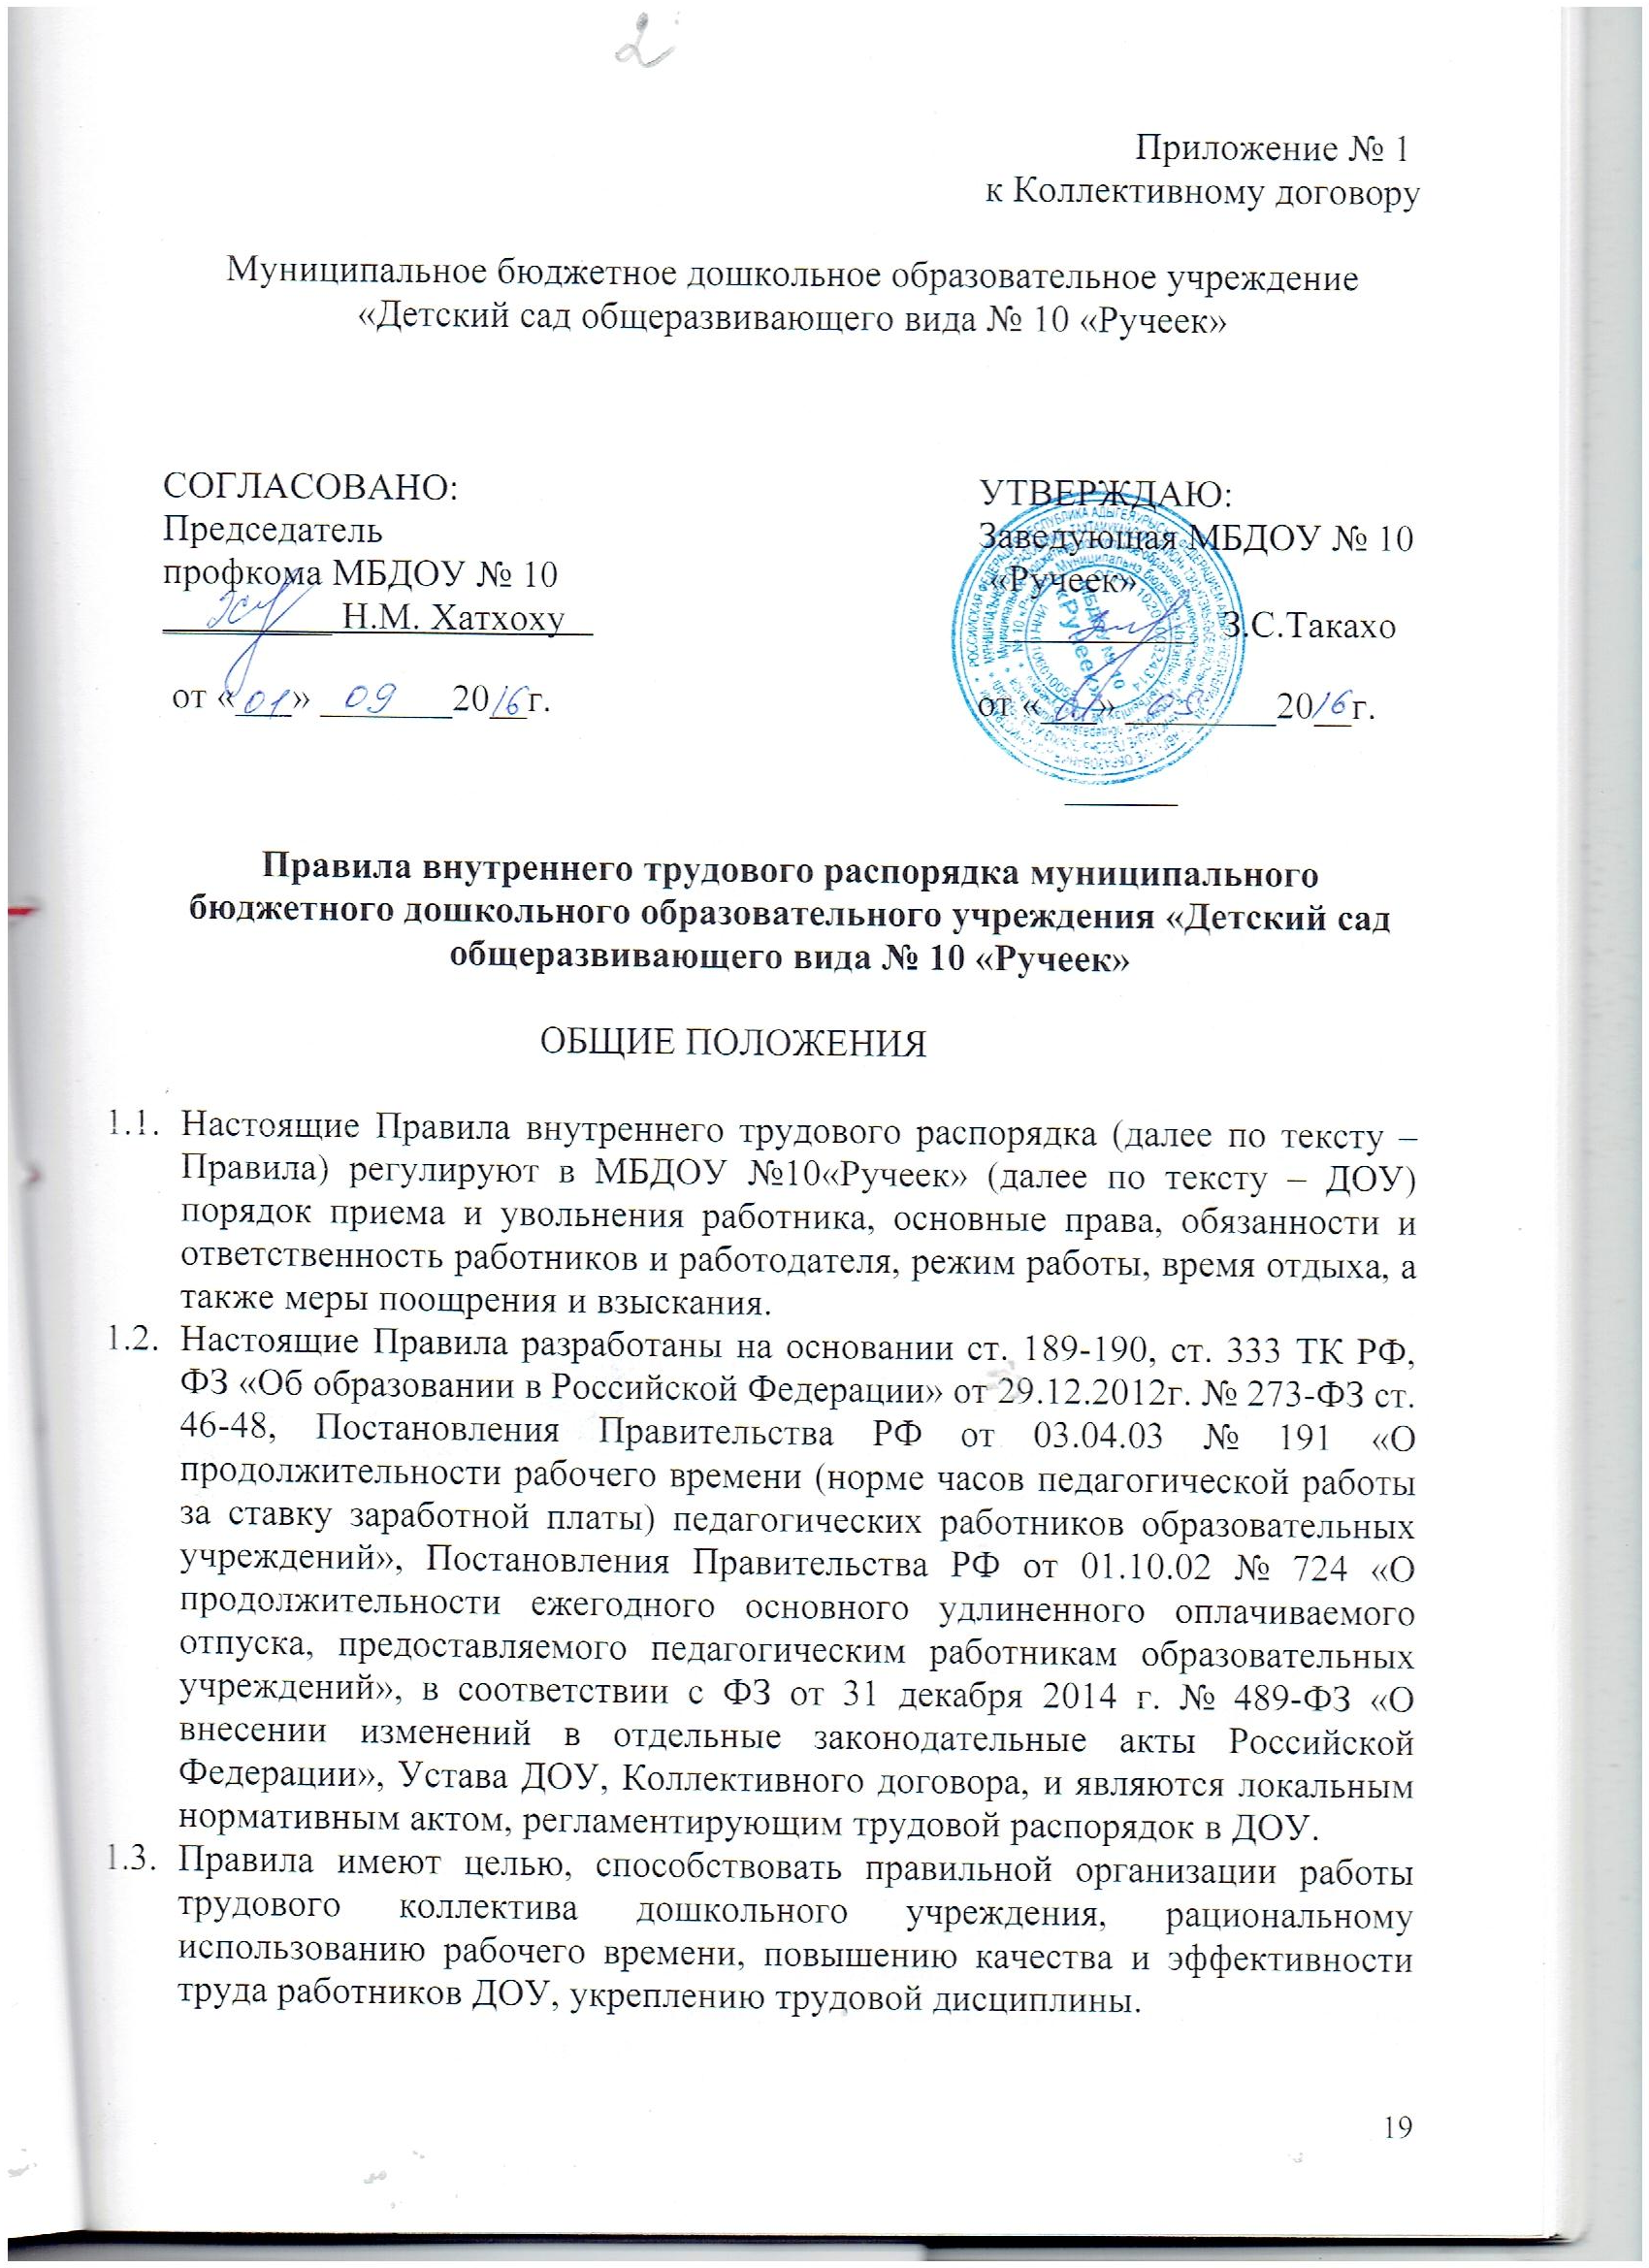 2
Приложение № 1
к Коллективному договору
Муниципальное бюджетное дошкольное образовательное учреждение
«Детский сад общеразвивающего вида № 10 «Ручеек»
СОГЛАСОВАНО:
Председатель
профкома МБДОУ № 10
Н.М. Хатхоху
от «01» 09 2016г.
УТВЕРЖДАЮ:
Заведующая МБДОУ № 10
«Ручеек»
З.С.Такахо
от «01» 09 2016г.
МБДОУ № 10
«Ручеек»
Правила внутреннего трудового распорядка муниципального
бюджетного дошкольного образовательного учреждения «Детский сад
общеразвивающего вида № 10 «Ручеек»
ОБЩИЕ ПОЛОЖЕНИЯ
1.1. Настоящие Правила внутреннего трудового распорядка (далее по тексту –
Правила) регулируют в МБДОУ №10«Ручеек» (далее по тексту – ДОУ)
порядок приема и увольнения работника, основные права, обязанности и
ответственность работников и работодателя, режим работы, время отдыха, а
также меры поощрения и взыскания.
1.2. Настоящие Правила разработаны на основании ст. 189-190, ст. 333 ТК РФ,
ФЗ «Об образовании в Российской Федерации» от 29.12.2012г. № 273-ФЗ ст.
46-48, Постановления Правительства РФ от 03.04.03 № 191 «О
продолжительности рабочего времени (норме часов педагогической работы
за ставку заработной платы) педагогических работников образовательных
учреждений», Постановления Правительства РФ от 01.10.02 № 724 «О
продолжительности ежегодного основного удлиненного оплачиваемого
отпуска, предоставляемого педагогическим работникам образовательных
учреждений», в соответствии с ФЗ от 31 декабря 2014 г. № 489-ФЗ «О
внесении изменений в отдельные законодательные акты Российской
Федерации», Устава ДОУ, Коллективного договора, и являются локальным
нормативным актом, регламентирующим трудовой распорядок в ДОУ.
1.3. Правила имеют целью, способствовать правильной организации работы
трудового коллектива дошкольного учреждения, рациональному
использованию рабочего времени, повышению качества и эффективности
труда работников ДОУ, укреплению трудовой дисциплины.
19